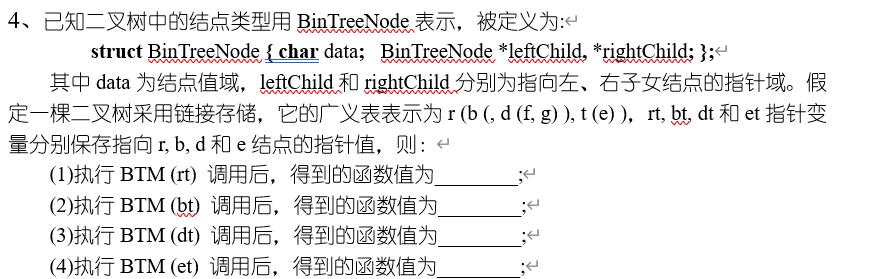 4、已知二叉树中的结点类型用 BinTreeNode 表示，被定义为:↵
struct BinTreeNode { char data; BinTreeNode *leftChild, *rightChild; };↵
其中 data 为结点值域，leftChild 和 rightChild 分别为指向左、右子女结点的指针域。假
定一棵二叉树采用链接存储，它的广义表表示为 r (b (, d (f, g) ), t (e) )，rt, bt, dt 和 et 指针变
量分别保存指向 r, b, d 和 e 结点的指针值，则：↵
(1)执行 BTM (rt) 调用后，得到的函数值为________;↵
(2)执行 BTM (bt) 调用后，得到的函数值为________;↵
(3)执行 BTM (dt) 调用后，得到的函数值为________;↵
(4)执行 BTM (et) 调用后，得到的函数值为________;↵